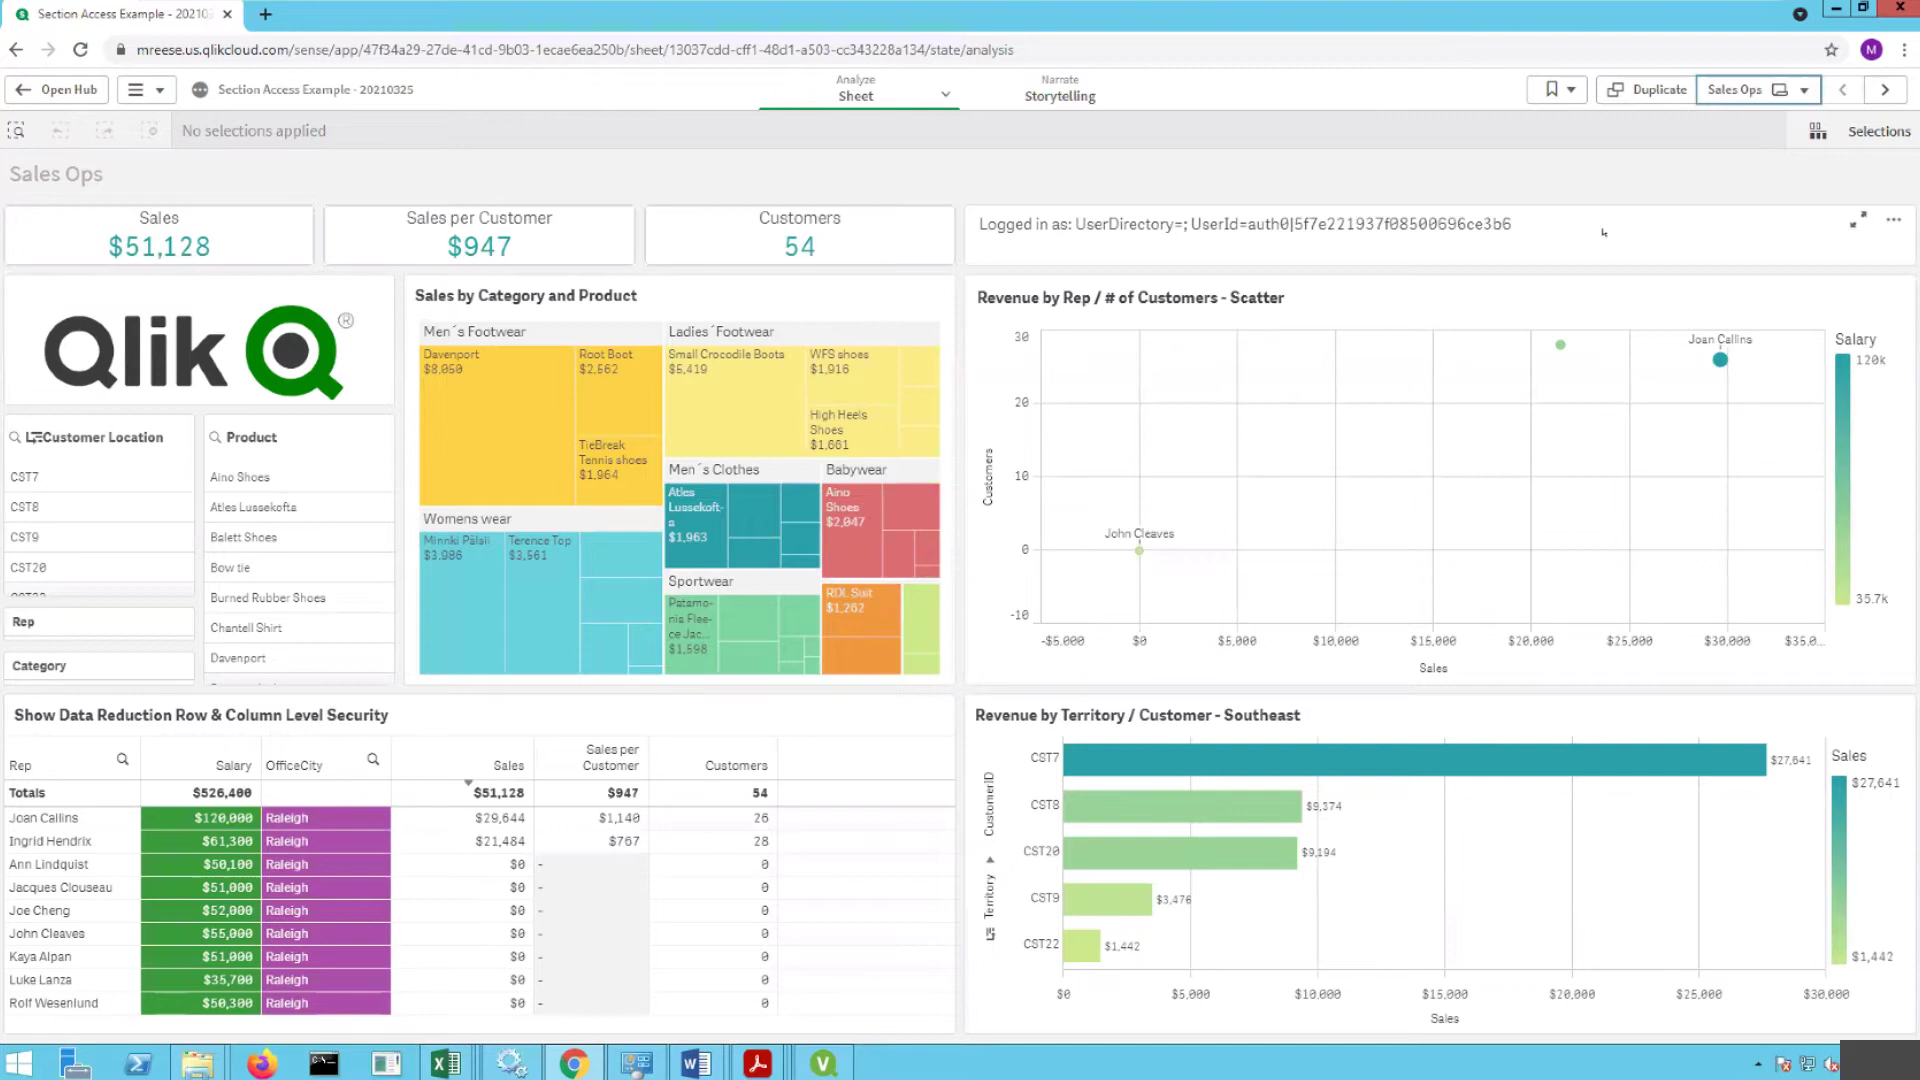 Section Access Example - 20210
mreese.us.qlikcloud.com/sense/app/47f34a29-27de-41cd-9b03-1ecae6ea250b/sheet/13037cdd-cff1-48d1-a503-cc343228a134/state/analysis
M
Open Hub
Section Access Example - 20210325
Analyze
Sheet
Narrate
Storytelling
Duplicate
Sales Ops
No selections applied
Selections
Sales Ops
Sales
$51,128
Sales per Customer
$947
Customers
54
Logged in as: UserDirectory=; UserId=auth0|5f7e221937f08500696ce3b6
Qlik
®
Customer Location
CST7
CST8
CST9
CST20
Rep
Category
Product
Aino Shoes
Atles Lussekofta
Balett Shoes
Bow tie
Burned Rubber Shoes
Chantell Shirt
Davenport
Sales by Category and Product
Men´s Footwear
Davenport
$8,050
Root Boot
$2,562
TieBreak
Tennis shoes
$1,964
Ladies´Footwear
Small Crocodile Boots
$5,419
WFS shoes
$1,916
High Heels
Shoes
$1,661
Womens wear
Minnki Pälsii
$3,986
Terence Top
$3,561
Men´s Clothes
Atles
Lussekoft-
a
$1,963
Babywear
Aino
Shoes
$2,047
Sportwear
Patamo-
nia Flee-
ce Jac...
$1,598
RIXL Suit
$1,262
Revenue by Rep / # of Customers - Scatter
Customers
30
20
10
0
-10
Joan Callins
John Cleaves
-$5,000
$0
$5,000
$10,000
$15,000
$20,000
$25,000
$30,000
$35,0...
Sales
Salary
120k
35.7k
Show Data Reduction Row & Column Level Security
Rep Salary OfficeCity Sales Sales per Customer Customers
Totals $526,400 $51,128 $947 54
Joan Callins $120,000 Raleigh $29,644 $1,140 26
Ingrid Hendrix $61,300 Raleigh $21,484 $767 28
Ann Lindquist $50,100 Raleigh $0 - 0
Jacques Clouseau $51,000 Raleigh $0 - 0
Joe Cheng $52,000 Raleigh $0 - 0
John Cleaves $55,000 Raleigh $0 - 0
Kaya Alpan $51,000 Raleigh $0 - 0
Luke Lanza $35,700 Raleigh $0 - 0
Rolf Wesenlund $50,300 Raleigh $0 - 0
Revenue by Territory / Customer - Southeast
Territory
CustomerID
CST7 $27,641
CST8 $9,374
CST20 $9,194
CST9 $3,476
CST22 $1,442
$0
$5,000
$10,000
$15,000
$20,000
$25,000
$30,000
Sales
Sales
$27,641
$1,442